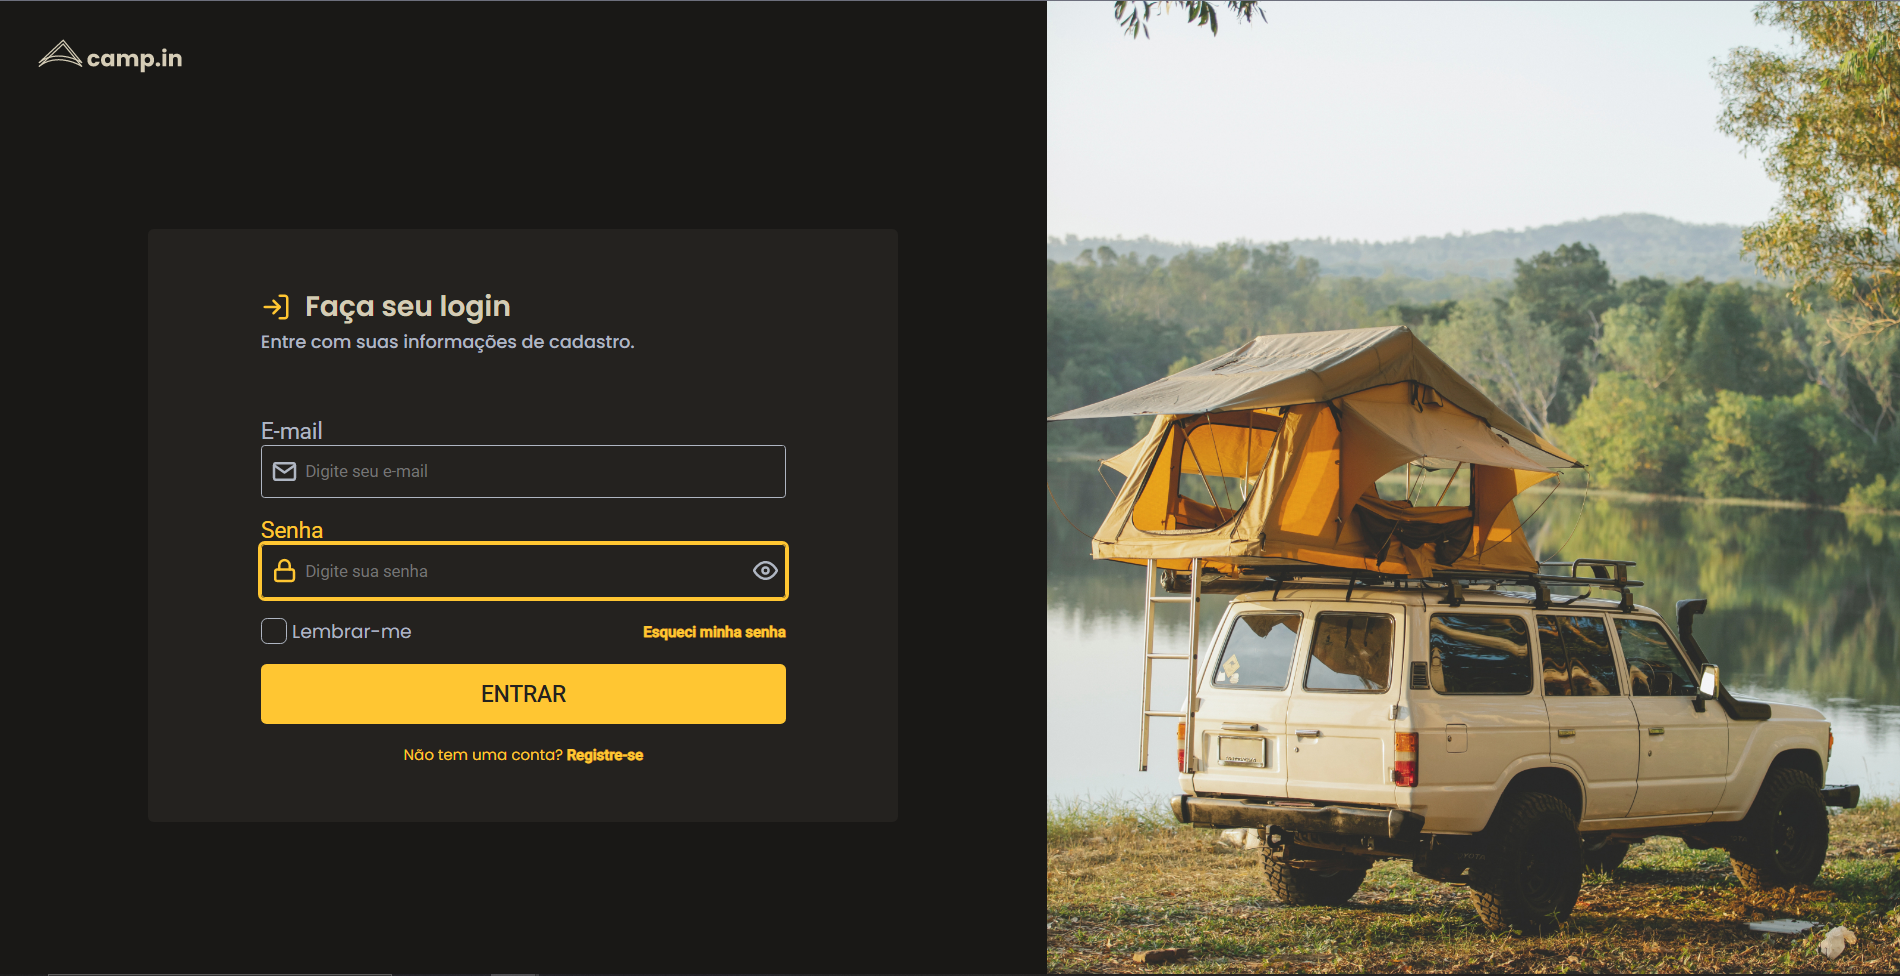 camp.in
Faça seu login
Entre com suas informações de cadastro.
E-mail
Digite seu e-mail
Senha
Digite sua senha
Lembrar-me
Esqueci minha senha
ENTRAR
Não tem uma conta? Registre-se